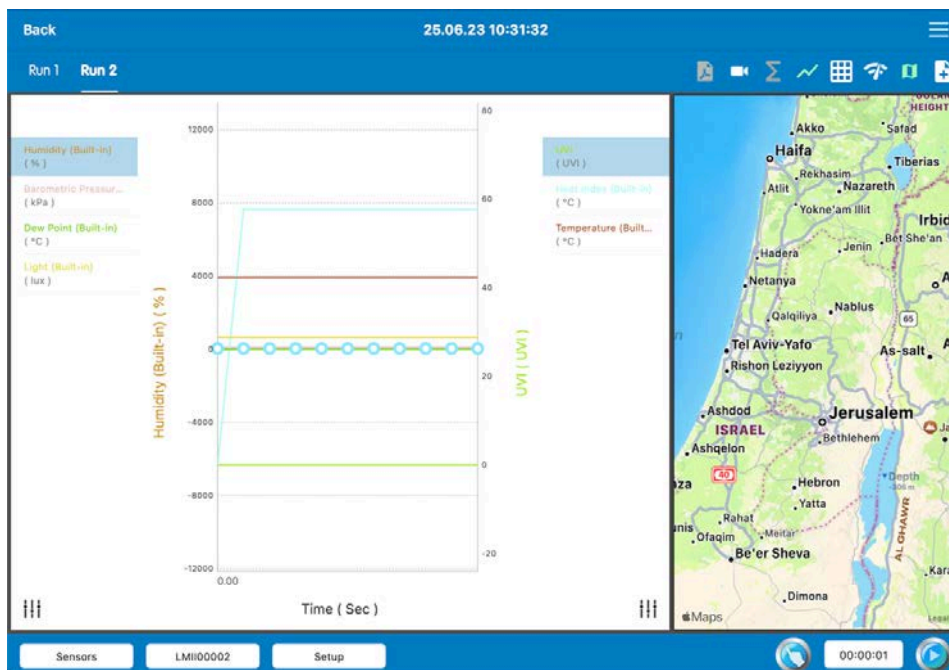 Back
25.06.23 10:31:32
Run 1
Run 2
Humidity (Built-in)
( % )
Barometric Pressur...
( kPa )
Dew Point (Built-in)
( °C )
Light (Built-in)
( lux )
12000
8000
4000
0
-4000
-8000
-12000
Humidity (Built-in) ( % )
0.00
Time ( Sec )
80
60
40
20
0
-20
UVI ( UVI )
UVI
( UVI )
Heat Index (Built-in)
( °C )
Temperature (Built...
( °C )
HEIGHT
Akko
Safad
Haifa
Tiberias
Rekhasim
Atlit
Nazareth
Yokne'am Illit
Irbid
Jenin
Bet She'an
Hadera
Netanya
Nablus
Qalqiliya
65
Tel Aviv-Yafo
As-salt
Rishon Leziyyon
Ashdod
Jerusalem
ISRAEL
Bethlehem
Ashqelon
40
Hebron
Depth
Yatta
Rahat
Meitar
Ofaqim
Be'er Sheva
AL GHAWR
Dimona
Maps
Legal
Sensors
LMII00002
Setup
00:00:01